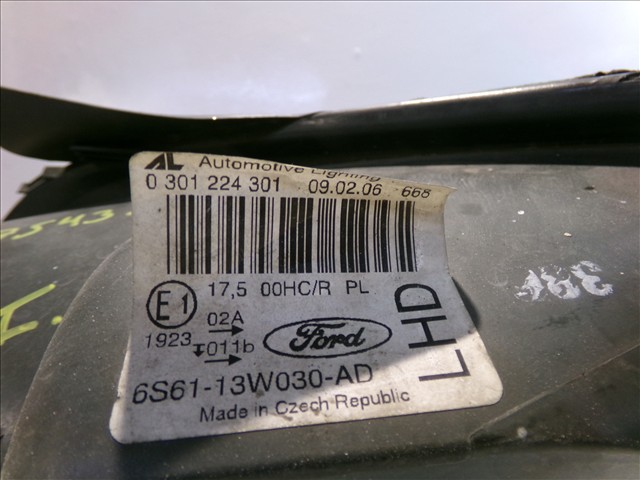 AL Automotive Lighting
0 301 224 301 09.02.06 668
17,5 00HC/R PL
E1 02A
1923 011b
Ford
LHD
6S61-13W030-AD
Made in Czech Republic